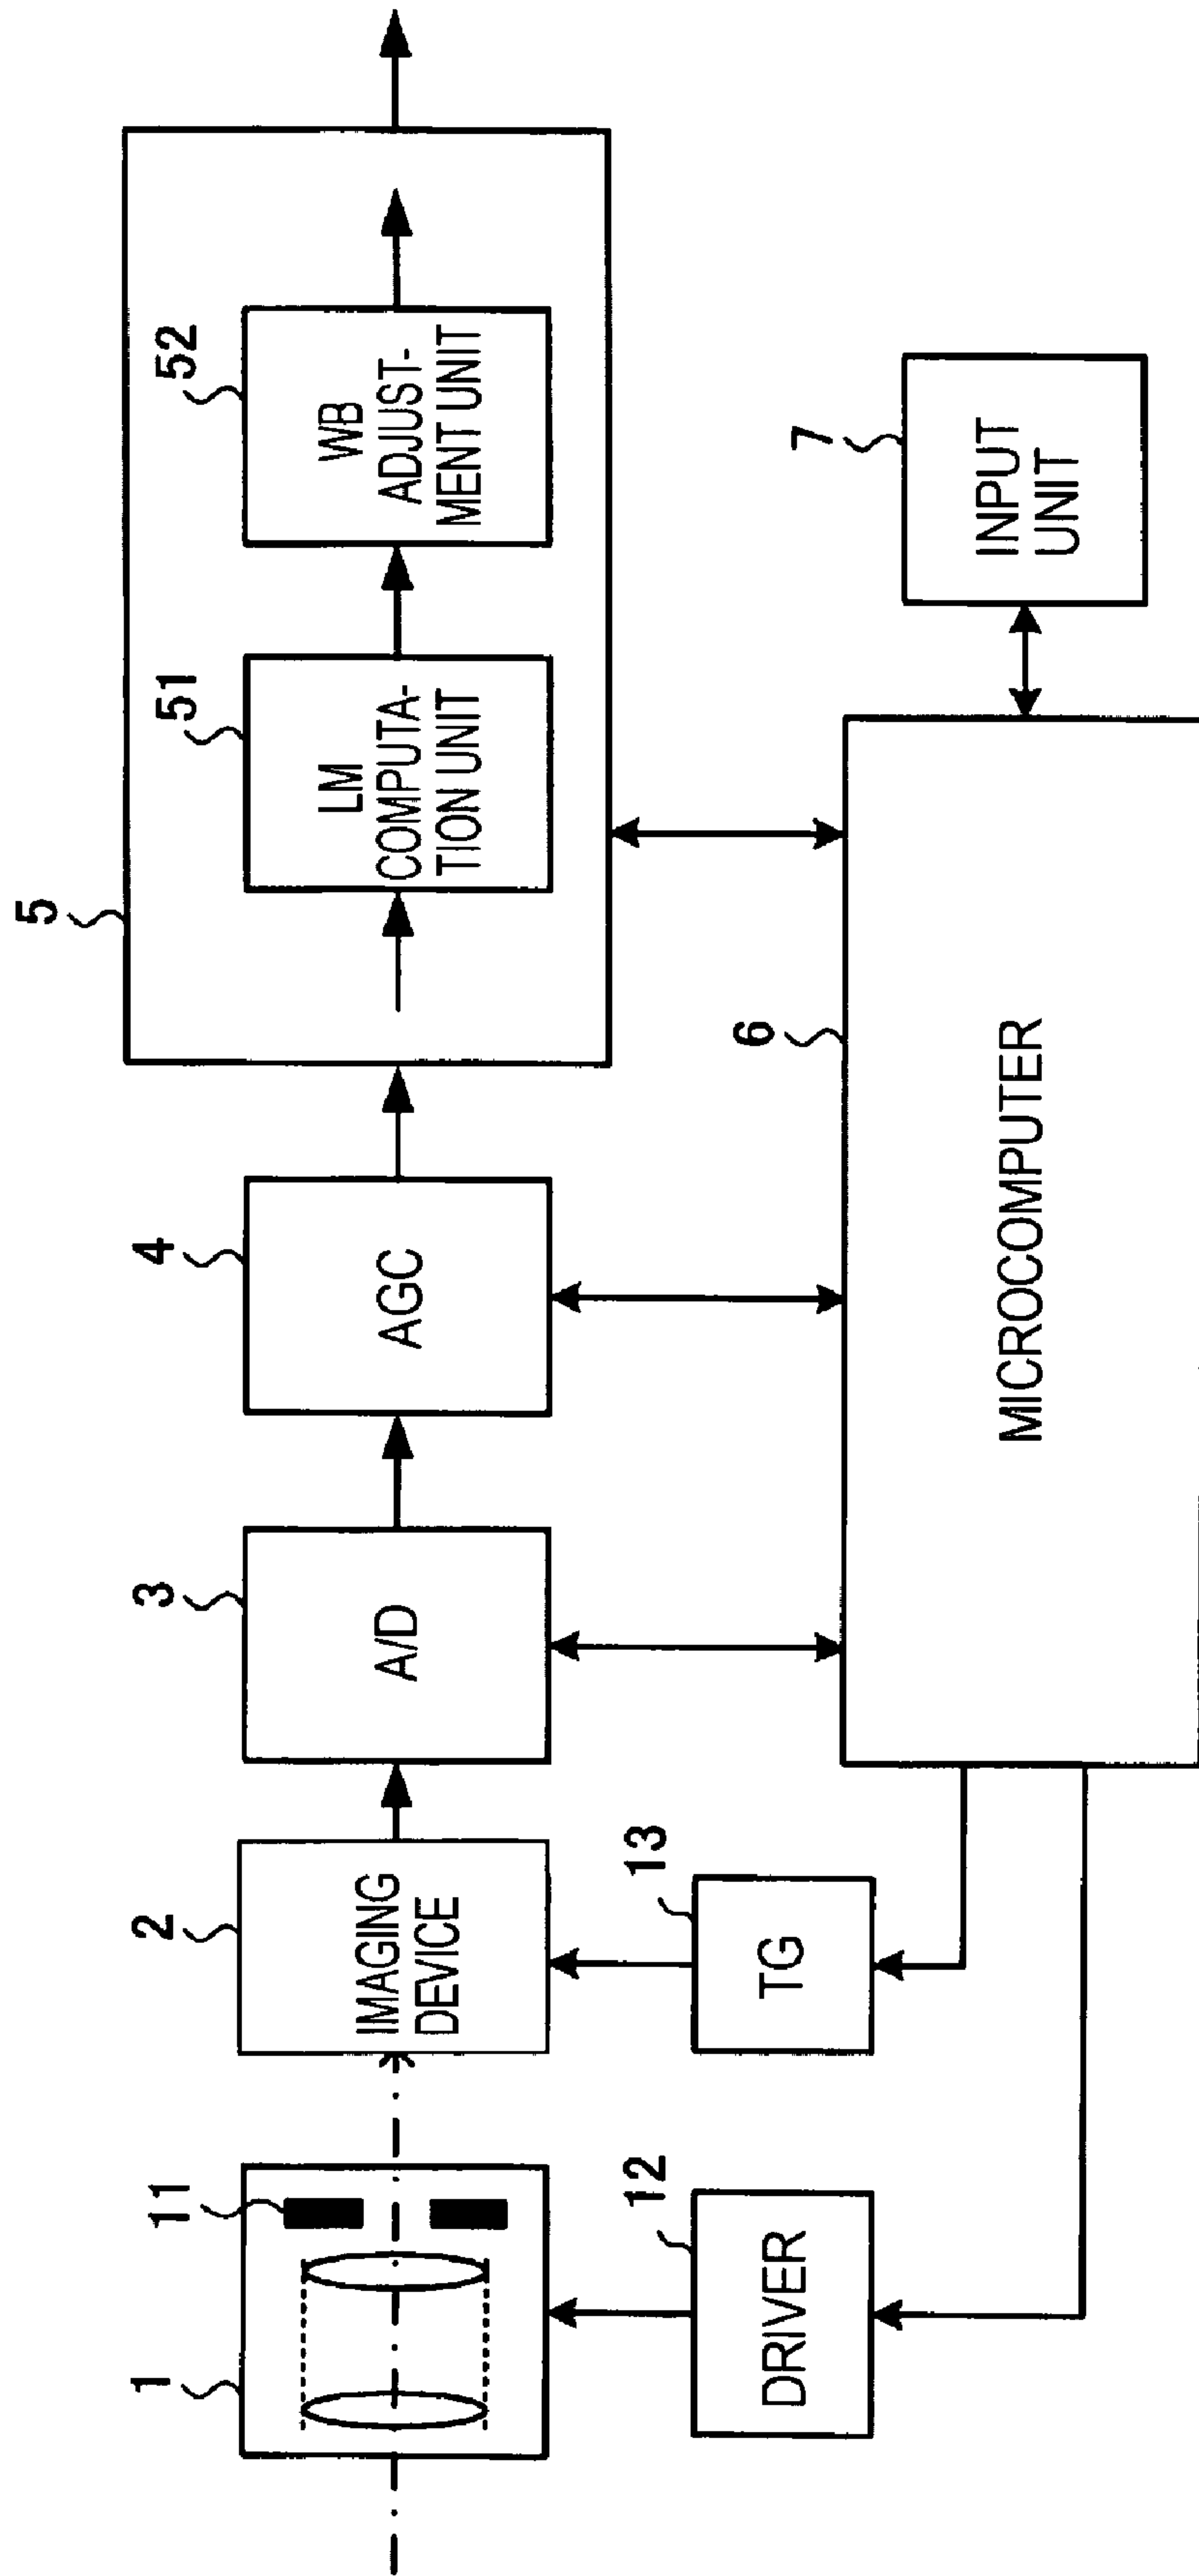 5
51
52
LM
COMPUTA-
TION UNIT
WB
ADJUST-
MENT UNIT
1
11
2
IMAGING
DEVICE
3
A/D
4
AGC
12
DRIVER
13
TG
6
MICROCOMPUTER
7
INPUT
UNIT